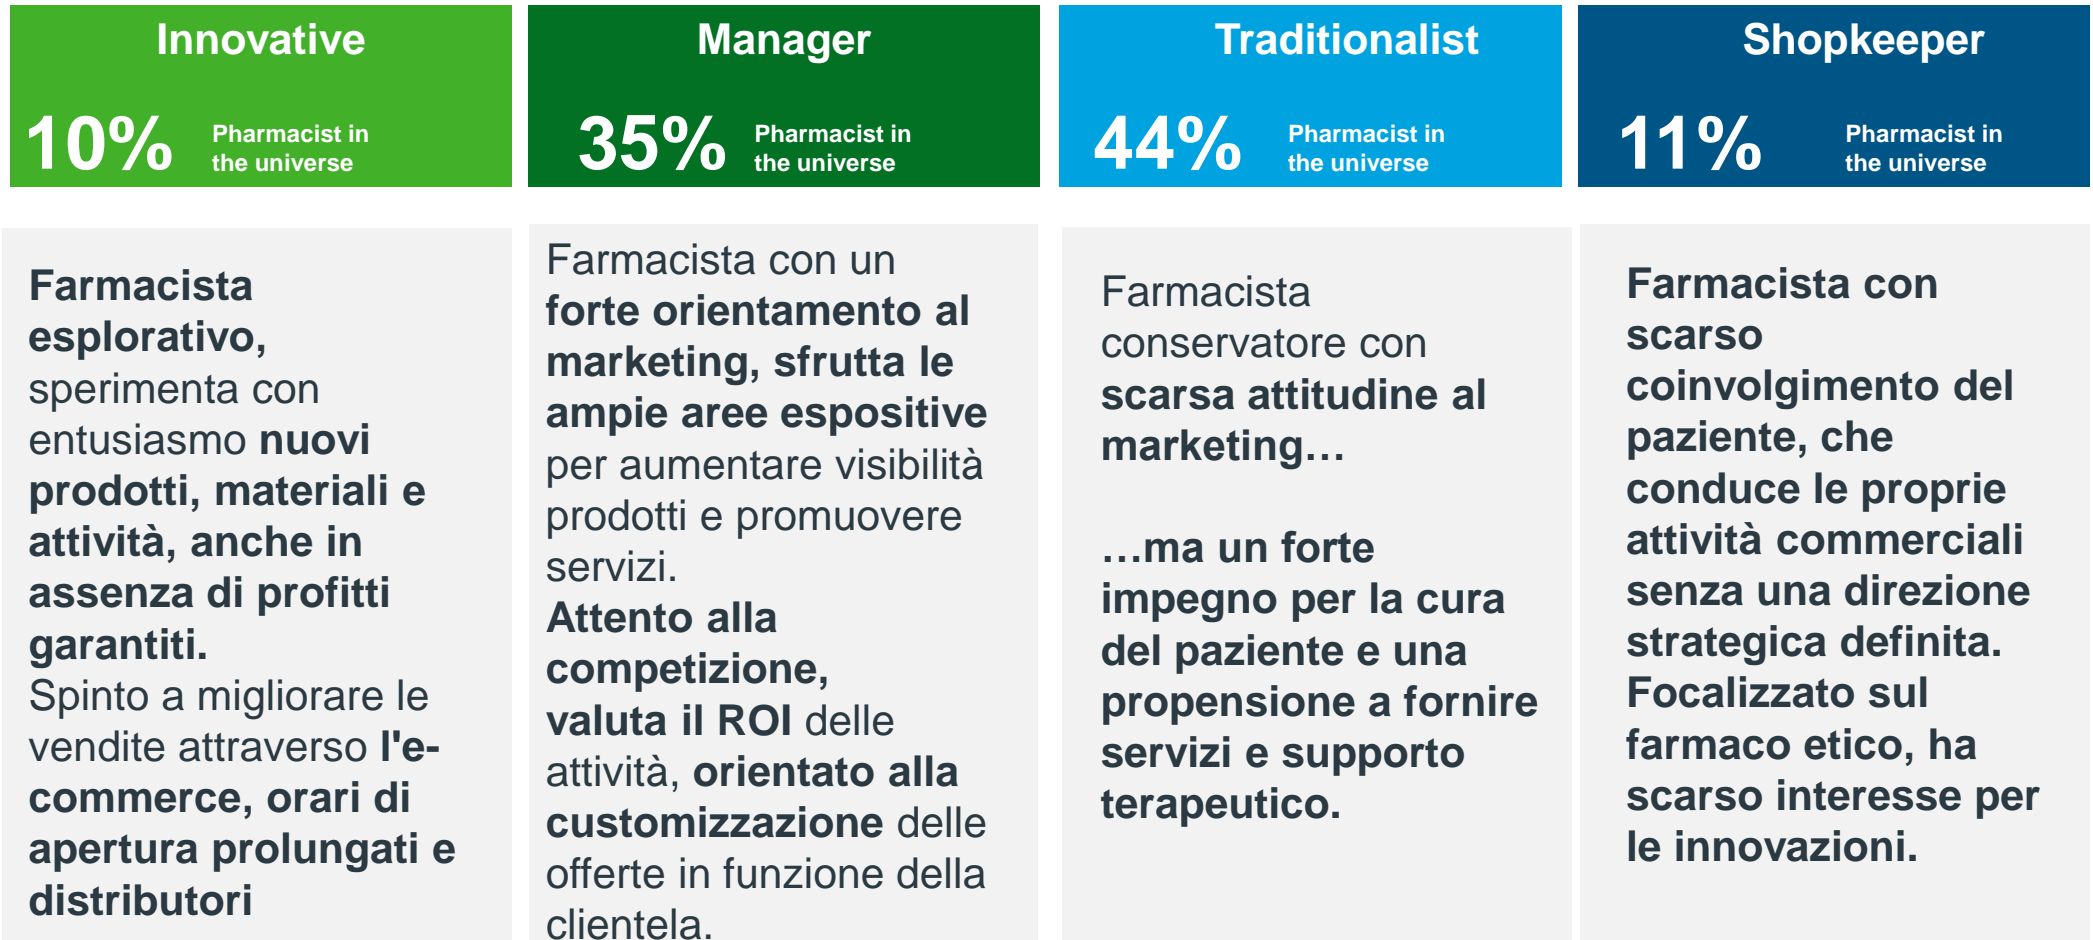 Innovative
10%
Pharmacist in
the universe
Manager
35%
Pharmacist in
the universe
Traditionalist
44%
Pharmacist in
the universe
Shopkeeper
11%
Pharmacist in
the universe
Farmacista
esplorativo,
sperimenta con
entusiasmo nuovi
prodotti, materiali e
attività, anche in
assenza di profitti
garantiti.
Spinto a migliorare le
vendite attraverso l'e-
commerce, orari di
apertura prolungati e
distributori
Farmacista con un
forte orientamento al
marketing, sfrutta le
ampie aree espositive
per aumentare visibilità
prodotti e promuovere
servizi.
Attento alla
competizione,
valuta il ROI delle
attività, orientato alla
customizzazione delle
offerte in funzione della
clientela.
Farmacista
conservatore con
scarsa attitudine al
marketing…
…ma un forte
impegno per la cura
del paziente e una
propensione a fornire
servizi e supporto
terapeutico.
Farmacista con
scarso
coinvolgimento del
paziente, che
conduce le proprie
attività commerciali
senza una direzione
strategica definita.
Focalizzato sul
farmaco etico, ha
scarso interesse per
le innovazioni.